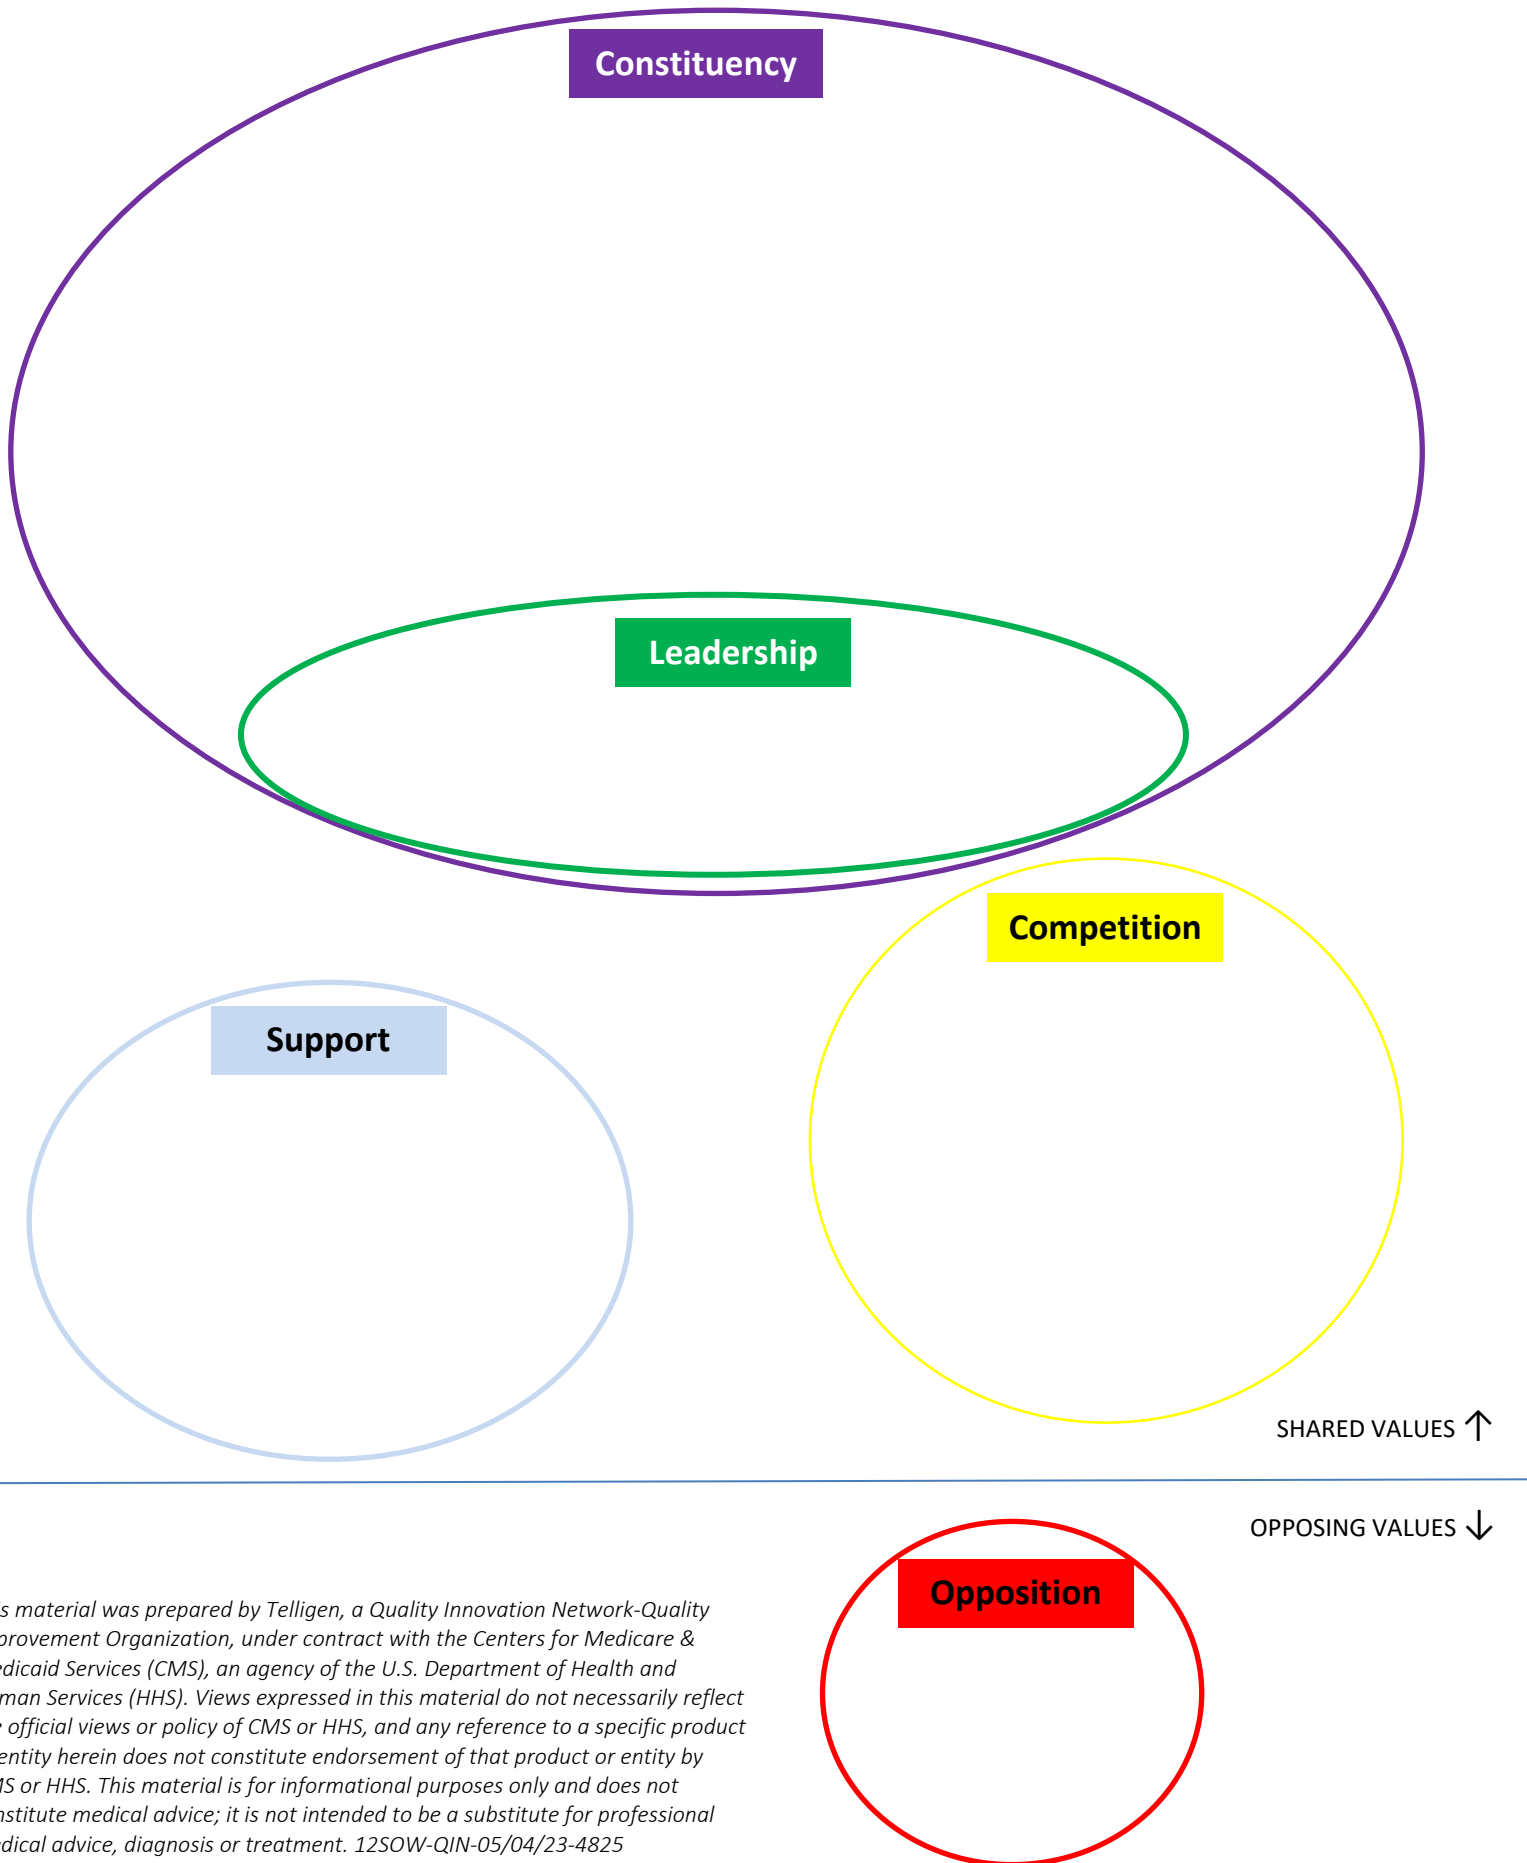 Constituency
Leadership
Competition
Support
SHARED VALUES ↑
OPPOSING VALUES ↓
Opposition
s material was prepared by Telligen, a Quality Innovation Network-Quality
provement Organization, under contract with the Centers for Medicare &
edicaid Services (CMS), an agency of the U.S. Department of Health and
man Services (HHS). Views expressed in this material do not necessarily reflect
e official views or policy of CMS or HHS, and any reference to a specific product
entity herein does not constitute endorsement of that product or entity by
MS or HHS. This material is for informational purposes only and does not
nstitute medical advice; it is not intended to be a substitute for professional
edical advice, diagnosis or treatment. 12SOW-QIN-05/04/23-4825